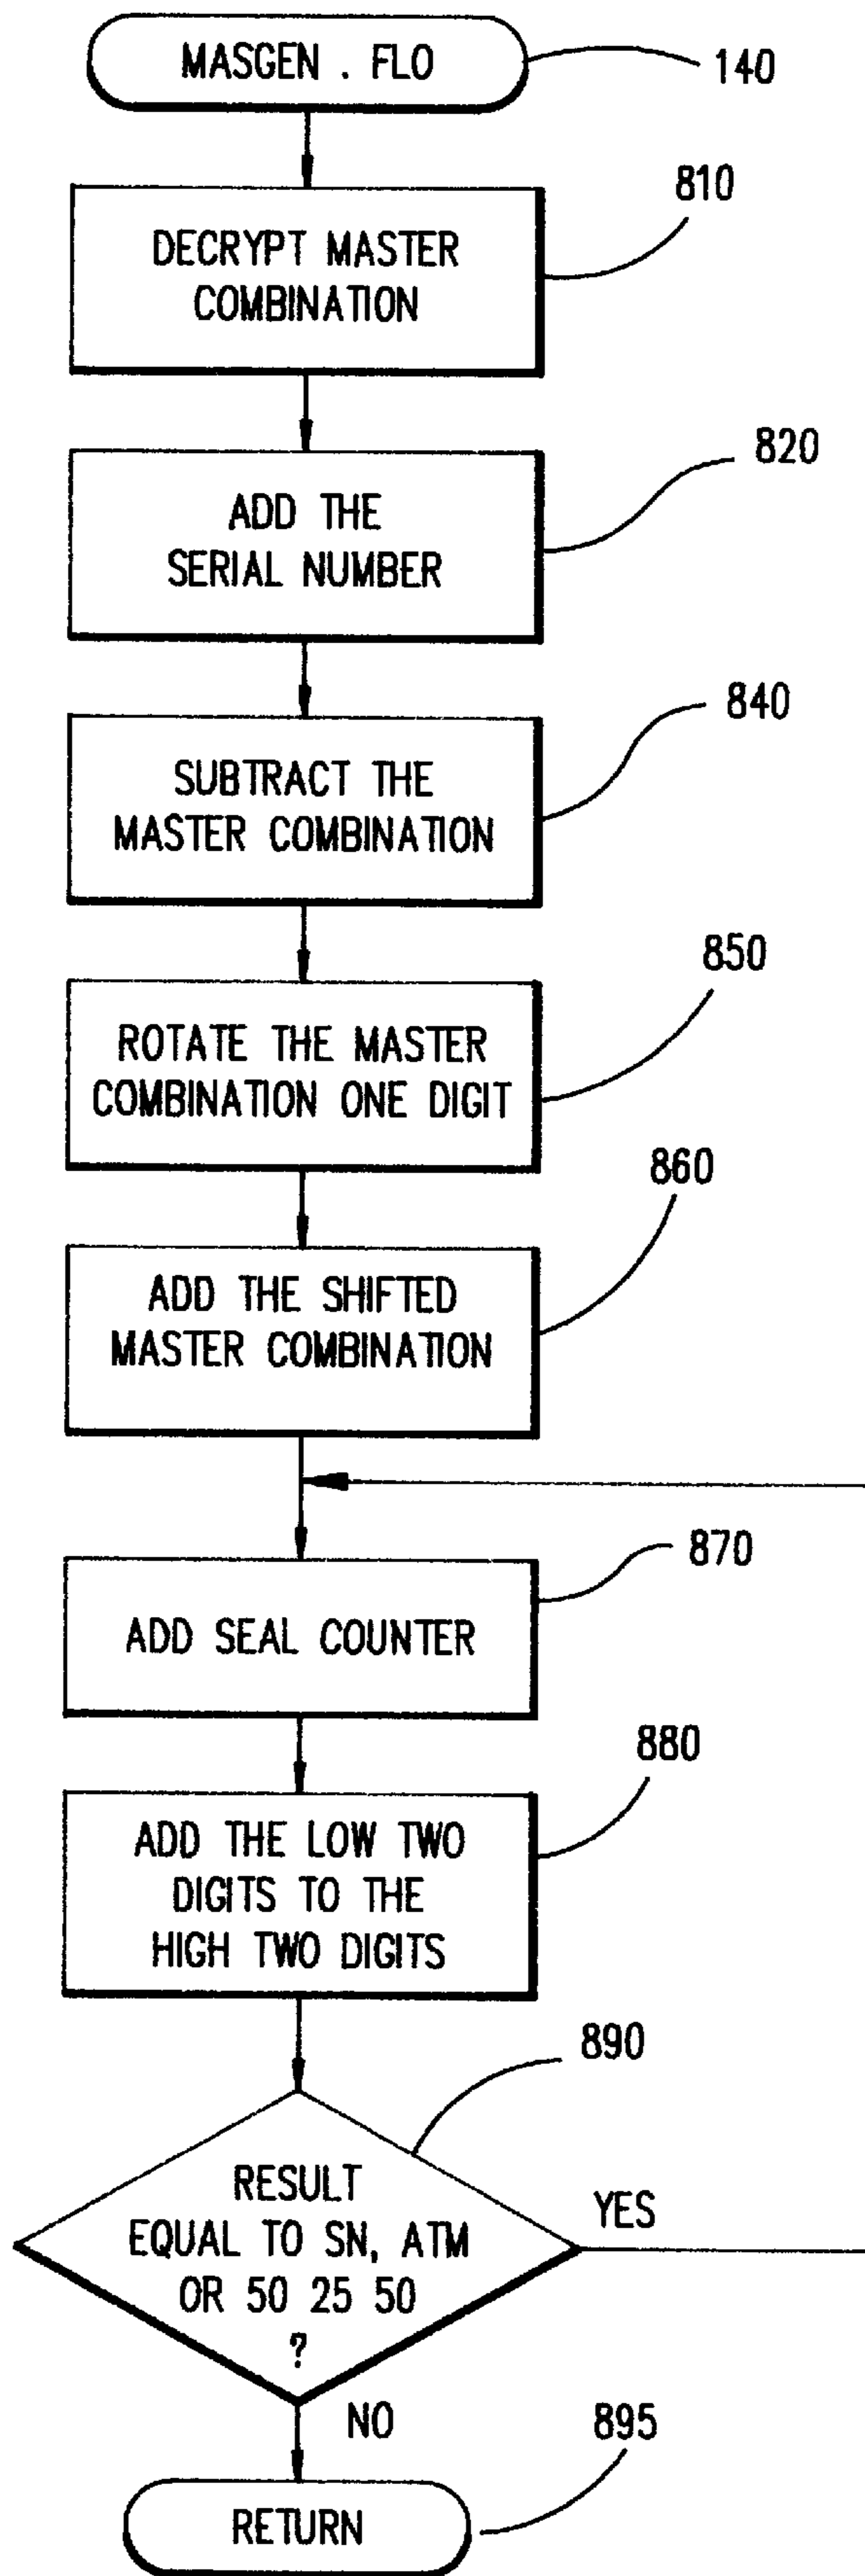 MASGEN . FLO
140
810
DECRYPT MASTER
COMBINATION
820
ADD THE
SERIAL NUMBER
840
SUBTRACT THE
MASTER COMBINATION
850
ROTATE THE MASTER
COMBINATION ONE DIGIT
860
ADD THE SHIFTED
MASTER COMBINATION
870
ADD SEAL COUNTER
880
ADD THE LOW TWO
DIGITS TO THE
HIGH TWO DIGITS
890
RESULT
EQUAL TO SN, ATM
OR 50 25 50
?
YES
NO
895
RETURN